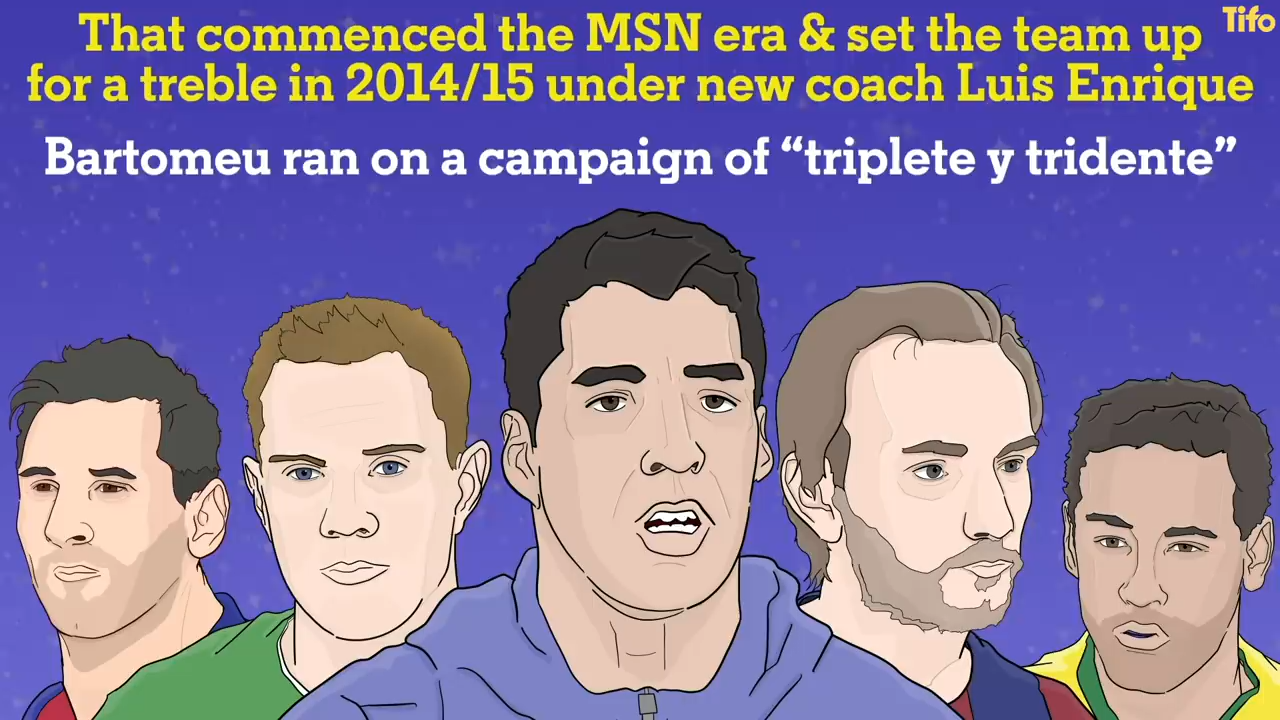 That commenced the MSN era & set the team up
for a treble in 2014/15 under new coach Luis Enrique
Bartomeu ran on a campaign of “triplete y tridente”
Tifo